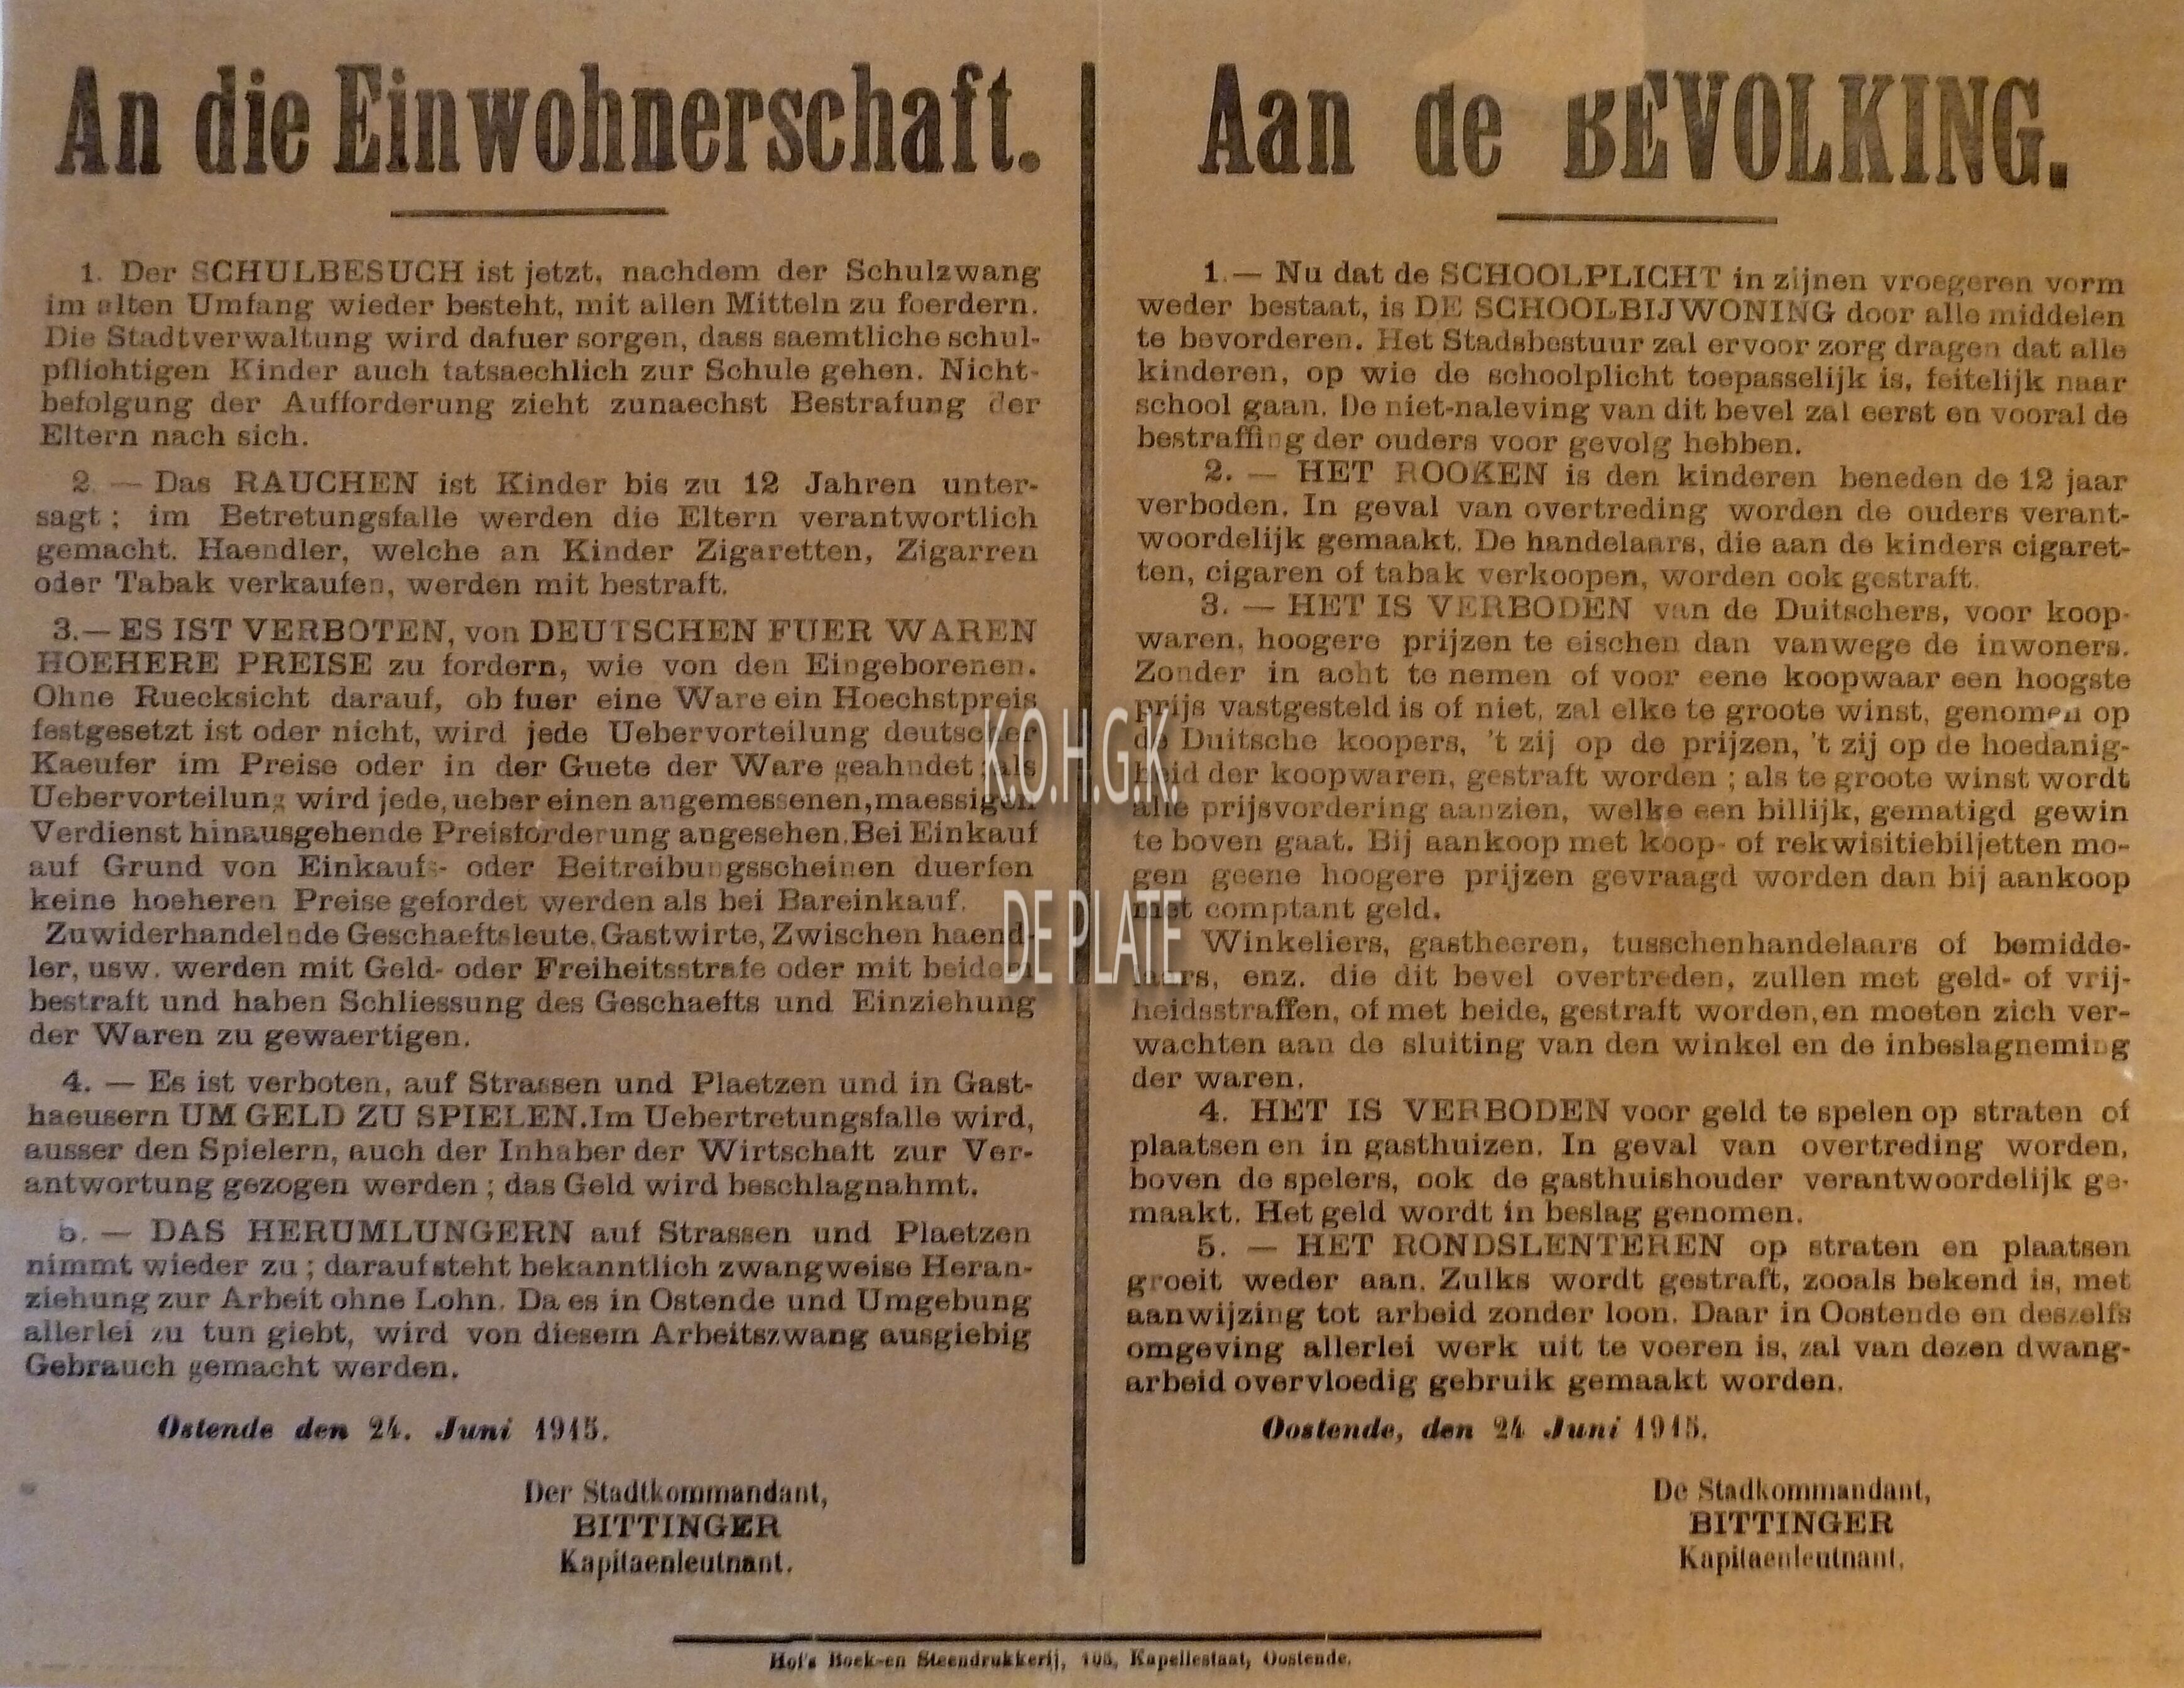 An die Einwohnerschaft.
1. Der SCHULBESUCH ist jetzt, nachdem der Schulzwang
im alten Umfang wieder besteht, mit allen Mitteln zu foerdern.
Die Stadtverwaltung wird dafuer sorgen, dass saemtliche schul-
pflichtigen Kinder auch tatsaechlich zur Schule gehen. Nicht-
befolgung der Aufforderung zieht zunaechst Bestrafung der
Eltern nach sich.
2. — Das RAUCHEN ist Kinder bis zu 12 Jahren unter-
sagt ; im Betretungsfalle werden die Eltern verantwortlich
gemacht. Haendler, welche an Kinder Zigaretten, Zigarren
oder Tabak verkaufen, werden mit bestraft.
3.— ES IST VERBOTEN, von DEUTSCHEN FUER WAREN
HOEHERE PREISE zu fordern, wie von den Eingeborenen.
Ohne Ruecksicht darauf, ob fuer eine Ware ein Hoechstpreis
festgesetzt ist oder nicht, wird jede Uebervorteilung deutscher
Kaeufer im Preise oder in der Guete der Ware geahndet als
Uebervorteilung wird jede, ueber einen angemessenen, maessigen
Verdienst hinausgehende Preisforderung angesehen. Bei Einkauf
auf Grund von Einkaufs- oder Beitreibungsscheinen duerfen
keine hoeheren Preise gefordet werden als bei Bareinkauf.
Zuwiderhandelnde Geschaeftsleute. Gastwirte, Zwischen haend-
ler, usw. werden mit Geld- oder Freiheitsstrafe oder mit beidem
bestraft und haben Schliessung des Geschaefts und Einziehung
der Waren zu gewaertigen.
4. — Es ist verboten, auf Strassen und Plaetzen und in Gast-
haeusern UM GELD ZU SPIELEN. Im Uebertretungsfalle wird,
ausser den Spielern, auch der Inhaber der Wirtschaft zur Ver-
antwortung gezogen werden ; das Geld wird beschlagnahmt.
5. — DAS HERUMLUNGERN auf Strassen und Plaetzen
nimmt wieder zu ; darauf steht bekanntlich zwangweise Heran-
ziehung zur Arbeit ohne Lohn. Da es in Ostende und Umgebung
allerlei zu tun giebt, wird von diesem Arbeitszwang ausgiebig
Gebrauch gemacht werden.
Ostende den 24. Juni 1915.
Der Stadtkommandant,
BITTINGER
Kapitaenleutnant.
Aan de BEVOLKING.
1.— Nu dat de SCHOOLPLICHT in zijnen vroegeren vorm
weder bestaat, is DE SCHOOLBIJWONING door alle middelen
te bevorderen. Het Stadsbestuur zal ervoor zorg dragen dat alle
kinderen, op wie de schoolplicht toepasselijk is, feitelijk naar
school gaan. De niet-naleving van dit bevel zal eerst en vooral de
bestraffing der ouders voor gevolg hebben.
2. — HET ROOKEN is den kinderen beneden de 12 jaar
verboden. In geval van overtreding worden de ouders verant-
woordelijk gemaakt. De handelaars, die aan de kinders cigaret-
ten, cigaren of tabak verkoopen, worden ook gestraft.
3. — HET IS VERBODEN van de Duitschers, voor koop-
waren, hoogere prijzen te eischen dan vanwege de inwoners.
Zonder in acht te nemen of voor eene koopwaar een hoogste
prijs vastgesteld is of niet, zal elke te groote winst, genomen op
de Duitsche koopers, 't zij op de prijzen, 't zij op de hoedanig-
heid der koopwaren, gestraft worden ; als te groote winst wordt
alle prijsvordering aanzien, welke een billijk, gematigd gewin
te boven gaat. Bij aankoop met koop- of rekwisitiebiljetten mo-
gen geene hoogere prijzen gevraagd worden dan bij aankoop
met comptant geld.
Winkeliers, gastheeren, tusschenhandelaars of bemidde-
laars, enz. die dit bevel overtreden, zullen met geld- of vrij-
heidsstraffen, of met beide, gestraft worden, en moeten zich ver-
wachten aan de sluiting van den winkel en de inbeslagneming
der waren.
4. HET IS VERBODEN voor geld te spelen op straten of
plaatsen en in gasthuizen. In geval van overtreding worden,
boven de spelers, ook de gasthuishouder verantwoordelijk ge-
maakt. Het geld wordt in beslag genomen.
5. — HET RONDSLENTEREN op straten en plaatsen
groeit weder aan. Zulks wordt gestraft, zooals bekend is, met
aanwijzing tot arbeid zonder loon. Daar in Oostende en deszelfs
omgeving allerlei werk uit te voeren is, zal van dezen dwang-
arbeid overvloedig gebruik gemaakt worden.
Oostende, den 24 Juni 1915.
De Stadkommandant,
BITTINGER
Kapitaenleutnant.
K.O.H.G.K.
DE PLATE
Hol's Boek-en Steendrukkerij, 105, Kapellestaat, Oostende.